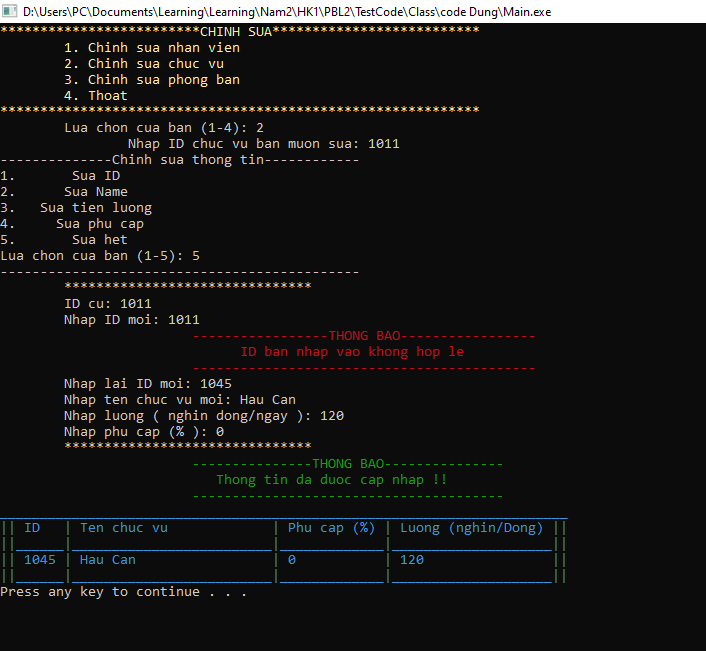 D:\Users\PC\Documents\Learning\Learning\Nam2\HK1\PBL2\TestCode\Class\code Dung\Main.exe
*************************CHINH SUA**************************
1. Chinh sua nhan vien
2. Chinh sua chuc vu
3. Chinh sua phong ban
4. Thoat
************************************************************
Lua chon cua ban (1-4): 2
Nhap ID chuc vu ban muon sua: 1011
--------------Chinh sua thong tin------------
1. Sua ID
2. Sua Name
3. Sua tien luong
4. Sua phu cap
5. Sua het
Lua chon cua ban (1-5): 5
---------------------------------------------
*******************************
ID cu: 1011
Nhap ID moi: 1011
-----------------THONG BAO-----------------
ID ban nhap vao khong hop le
-------------------------------------------
Nhap lai ID moi: 1045
Nhap ten chuc vu moi: Hau Can
Nhap luong ( nghin dong/ngay ): 120
Nhap phu cap (% ): 0
*******************************
---------------THONG BAO---------------
Thong tin da duoc cap nhap !!
---------------------------------------
|| ID | Ten chuc vu | Phu cap (%) | Luong (nghin/Dong) ||
|| 1045 | Hau Can | 0 | 120 ||
Press any key to continue . . .